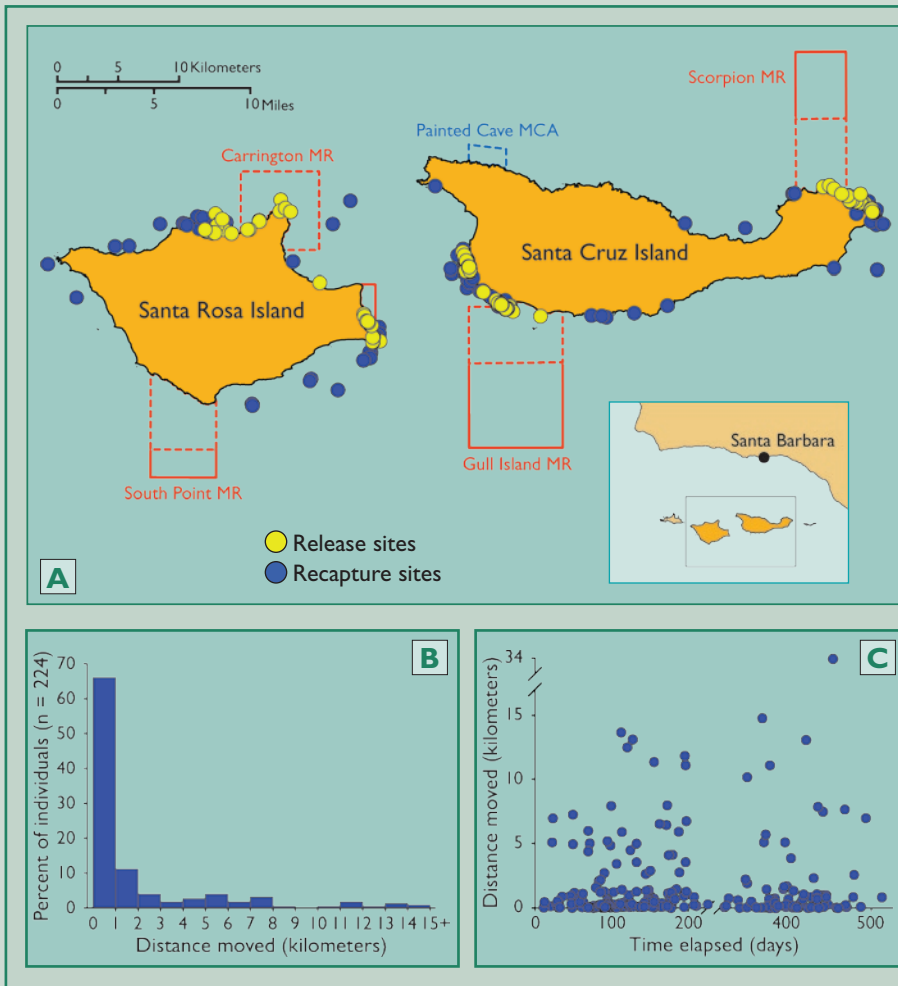 0 5 10 Kilometers
0 5 10 Miles
Scorpion MR
Painted Cave MCA
Carrington MR
Santa Cruz Island
Santa Rosa Island
Gull Island MR
South Point MR
Santa Barbara
Release sites
Recapture sites
A
B
Percent of individuals (n = 224)
70
60
50
40
30
20
10
0
0 1 2 3 4 5 6 7 8 9 10 11 12 13 14 15+
Distance moved (kilometers)
C
Distance moved (kilometers)
34
15
10
5
0
0 100 200 400 500
Time elapsed (days)